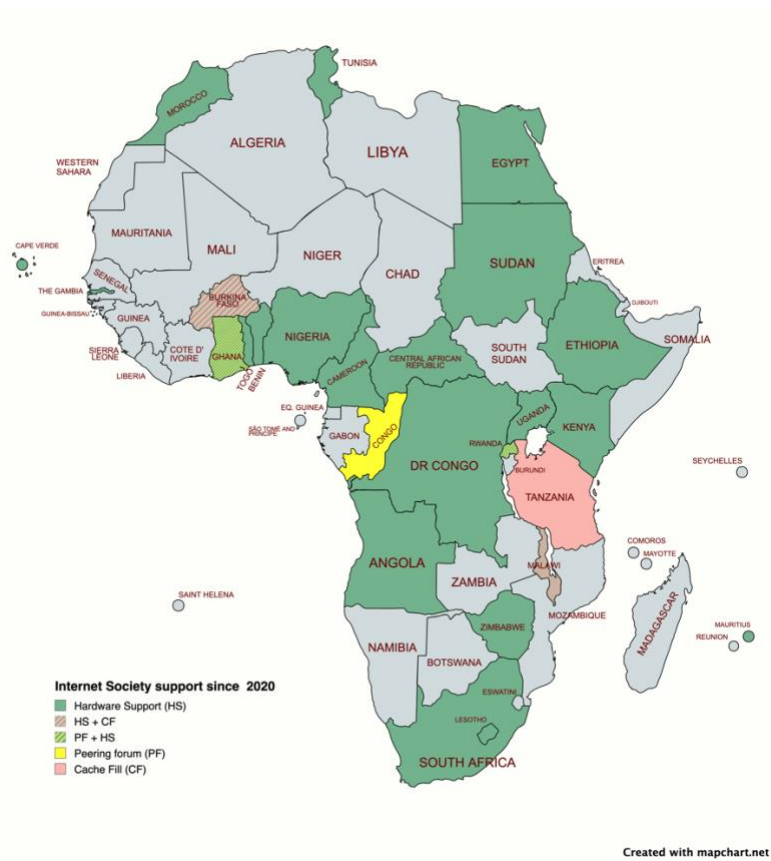 TUNISIA
MOROCCO
ALGERIA
LIBYA
EGYPT
WESTERN
SAHARA
MAURITANIA
MALI
NIGER
CHAD
SUDAN
ERITREA
CAPE VERDE
SENEGAL
THE GAMBIA
GUINEA-BISSAU
GUINEA
BURKINA
FASO
DJIBOUTI
SIERRA
LEONE
LIBERIA
COTE D'
IVOIRE
GHANA
TOGO
BENIN
NIGERIA
CAMEROON
CENTRAL AFRICAN
REPUBLIC
SOUTH
SUDAN
ETHIOPIA
SOMALIA
EQ. GUINEA
SÃO TOMÉ AND
PRINCIPE
GABON
CONGO
DR CONGO
UGANDA
KENYA
RWANDA
BURUNDI
TANZANIA
SEYCHELLES
COMOROS
MAYOTTE
SAINT HELENA
ANGOLA
ZAMBIA
MALAWI
MOZAMBIQUE
ZIMBABWE
MADAGASCAR
MAURITIUS
REUNION
NAMIBIA
BOTSWANA
ESWATINI
LESOTHO
SOUTH AFRICA
Internet Society support since 2020
Hardware Support (HS)
HS + CF
PF + HS
Peering forum (PF)
Cache Fill (CF)
Created with mapchart.net